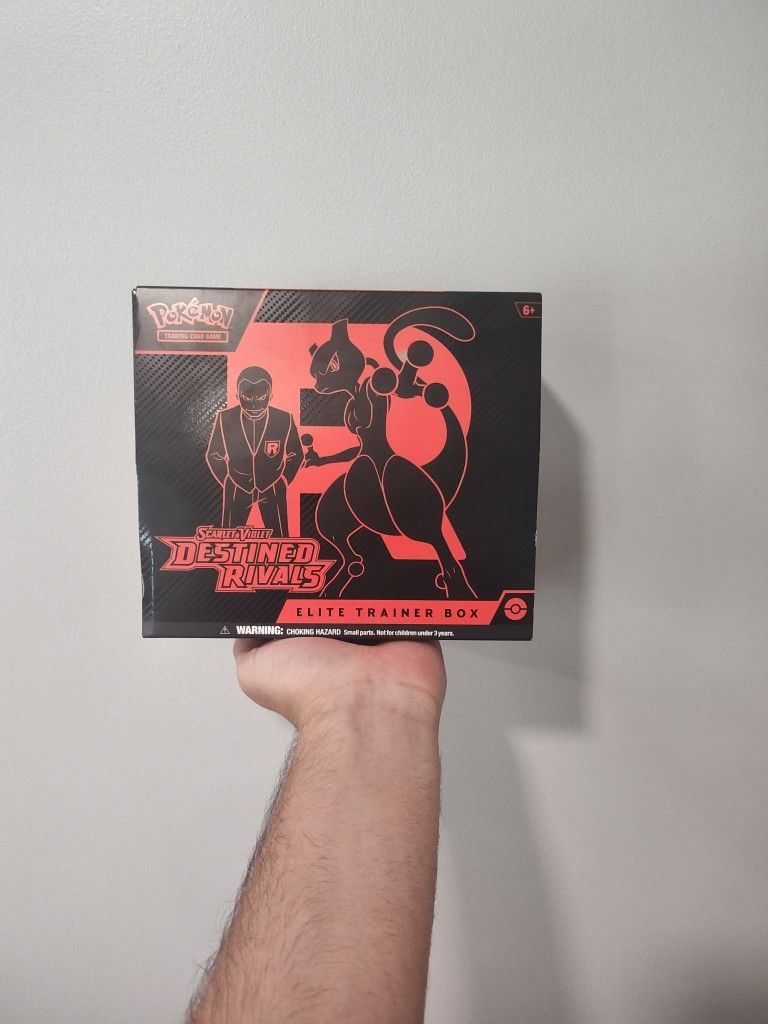 Pokémon
TRADING CARD GAME
6+
R
SCARLET & VIOLET
DESTINED
RIVALS
ELITE TRAINER BOX
⚠ WARNING: CHOKING HAZARD Small parts. Not for children under 3 years.